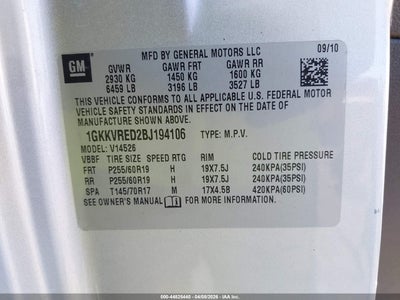 MFD BY GENERAL MOTORS LLC 09/10
GM GVWR GAWR FRT GAWR RR
2930 KG 1450 KG 1600 KG
6459 LB 3196 LB 3527 LB
THIS VEHICLE CONFORMS TO ALL APPLICABLE U.S. FEDERAL MOTOR
VEHICLE SAFETY STANDARDS IN EFFECT ON THE DATE OF
MANUFACTURE SHOWN ABOVE.
1GKKVRED2BJ194106 TYPE: M.P.V.
MODEL: V14526
VBBF TIRE SIZE SPEED RTG RIM COLD TIRE PRESSURE
FRT P255/60R19 H 19X7.5J 240KPA(35PSI)
RR P255/60R19 H 19X7.5J 240KPA(35PSI)
SPA T145/70R17 M 17X4.5B 420KPA(60PSI)
SEE OWNER'S MANUAL FOR MORE INFORMATION